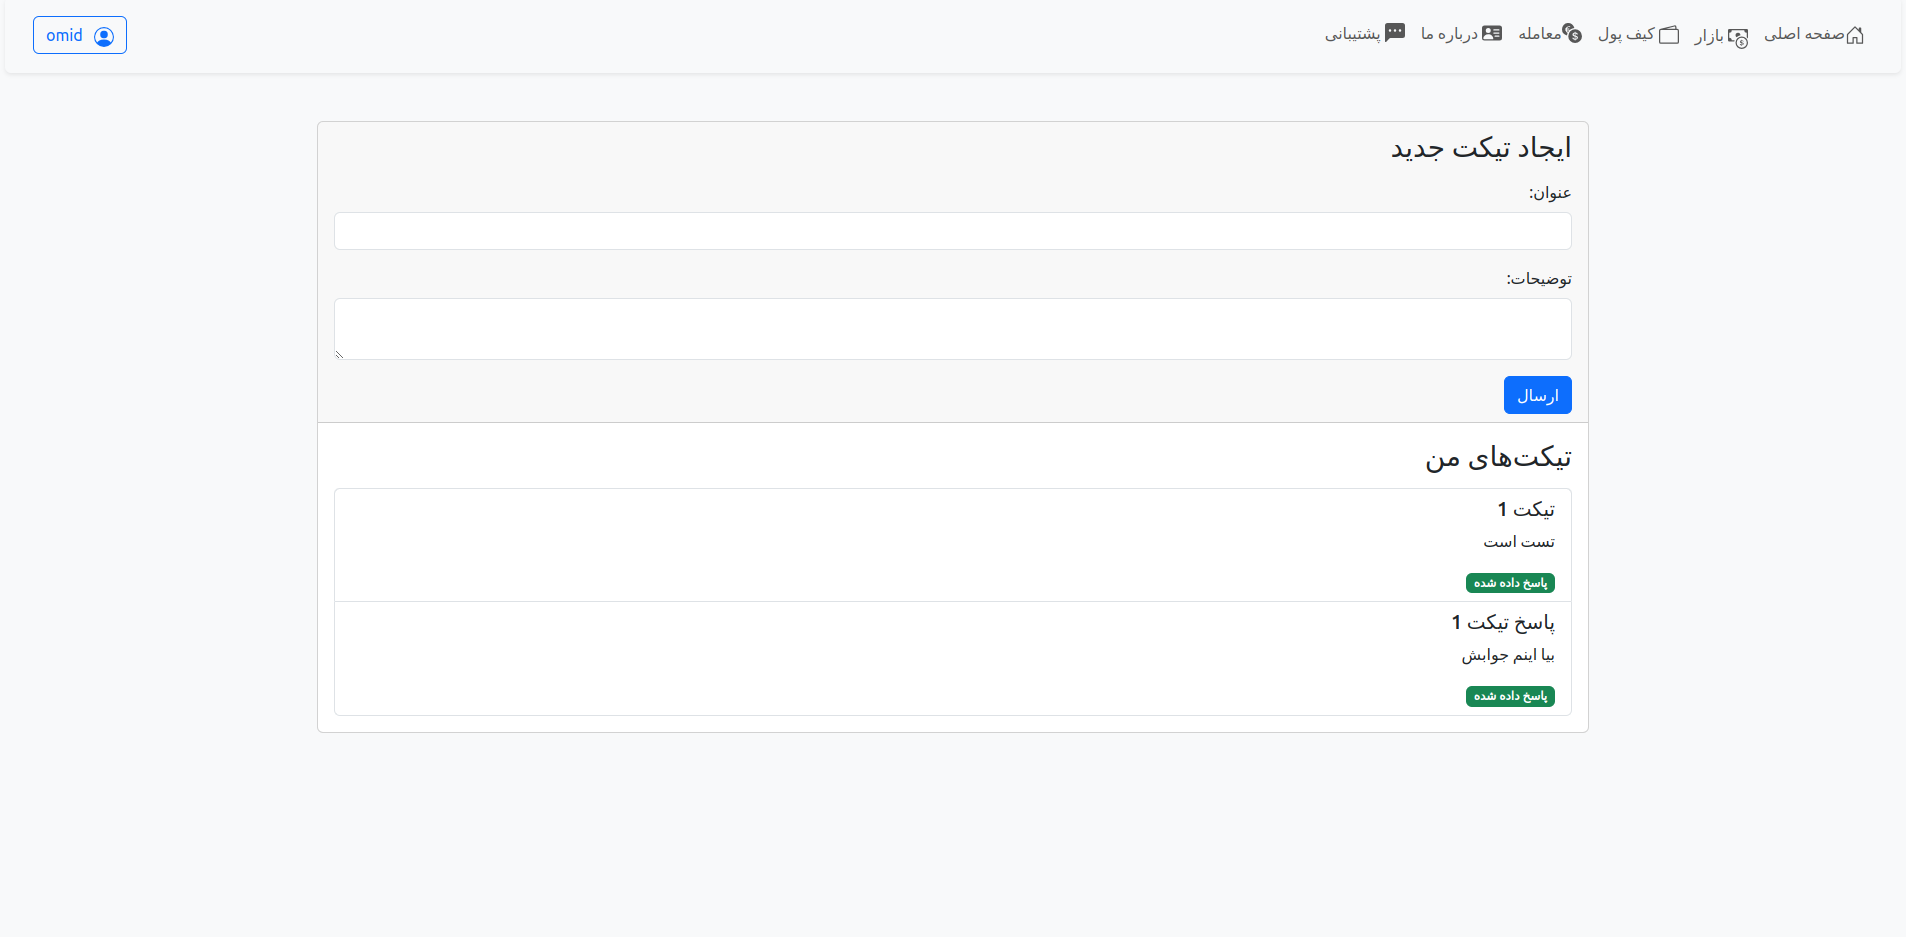 صفحه اصلی
بازار
کیف پول
معامله
درباره ما
پشتیبانی
omid
ایجاد تیکت جدید
عنوان:
توضیحات:
ارسال
تیکت‌های من
تیکت 1
تست است
پاسخ داده شده
پاسخ تیکت 1
بیا اینم جوابش
پاسخ داده شده